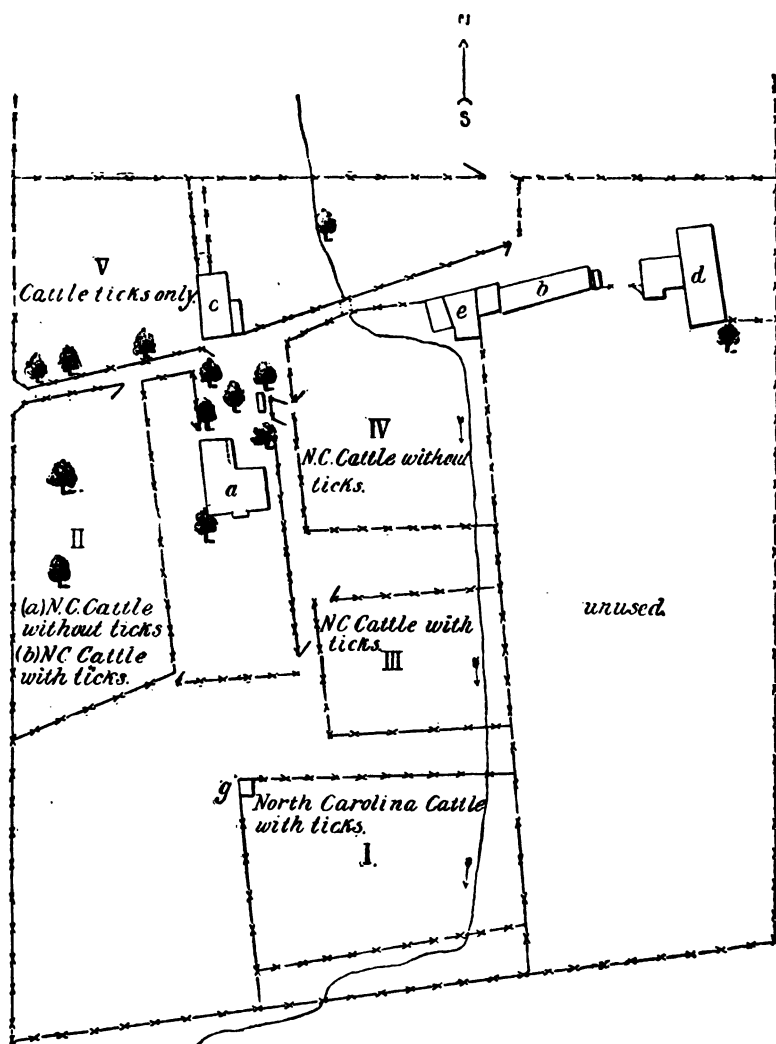 N
S
V
Cattle ticks only.
c
b
d
e
IV
N.C. Cattle without
ticks.
a
II
(a) N.C. Cattle
without ticks
(b) NC Cattle
with ticks.
unused.
NC Cattle with
ticks.
III
g
North Carolina Cattle
with ticks.
I.